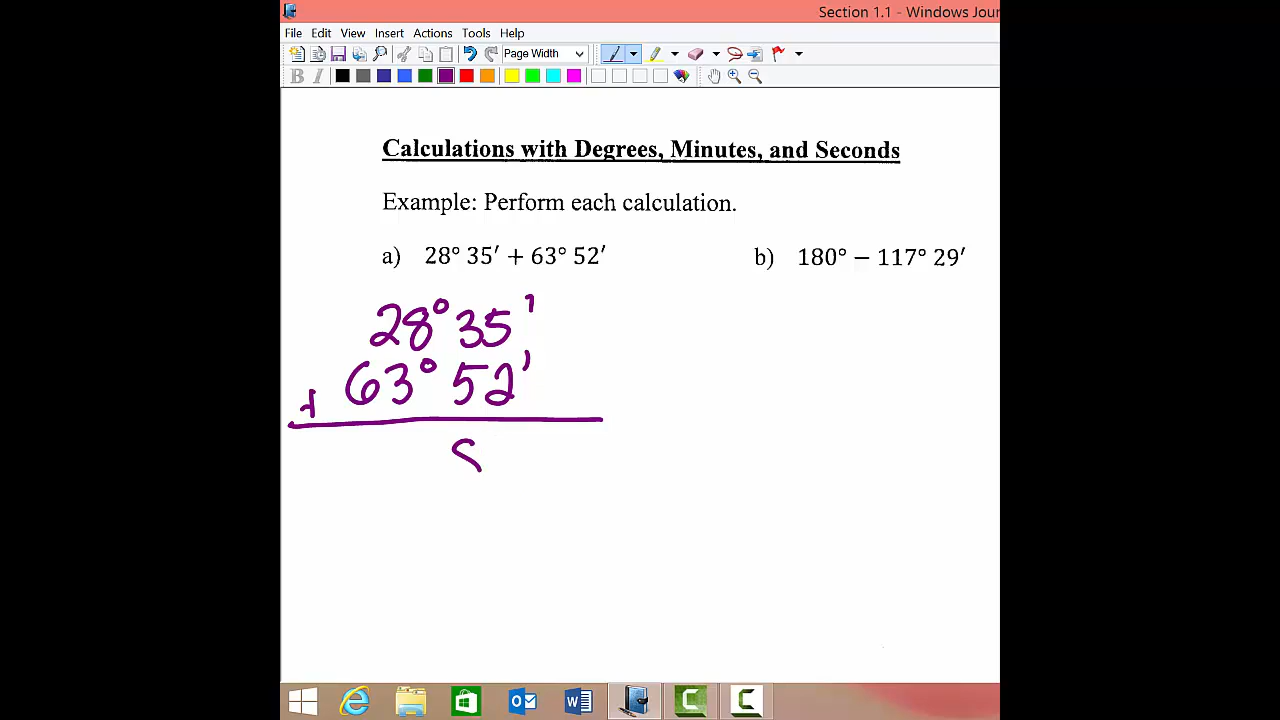 Section 1.1 - Windows Jour
File Edit View Insert Actions Tools Help
Page Width
B I
Calculations with Degrees, Minutes, and Seconds
Example: Perform each calculation.
a) 28° 35′ + 63° 52′
b) 180° − 117° 29′
28° 35'
+ 63° 52'